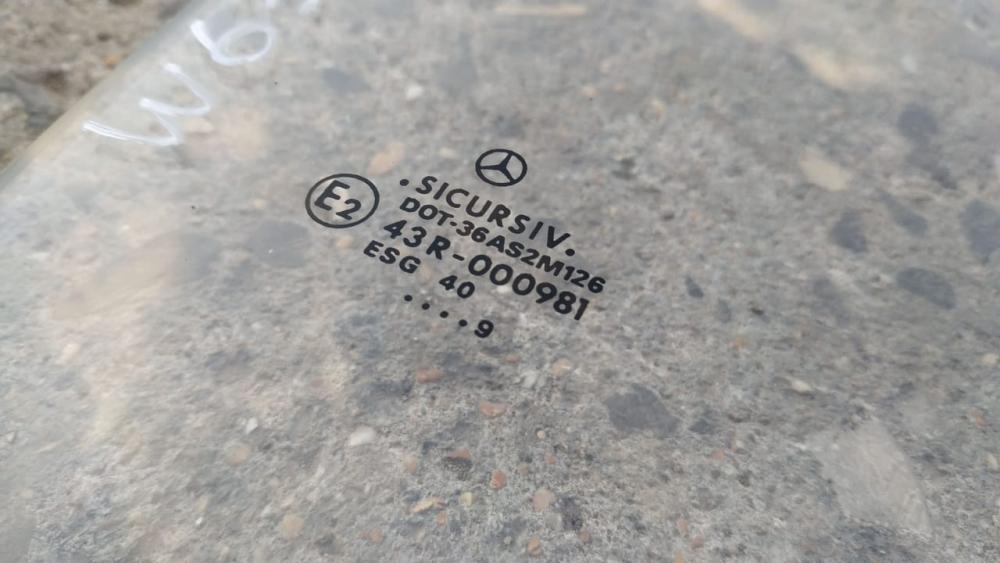 E2
.SICURSIV.
DOT-36AS2M126
43R-000981
ESG 40
....9